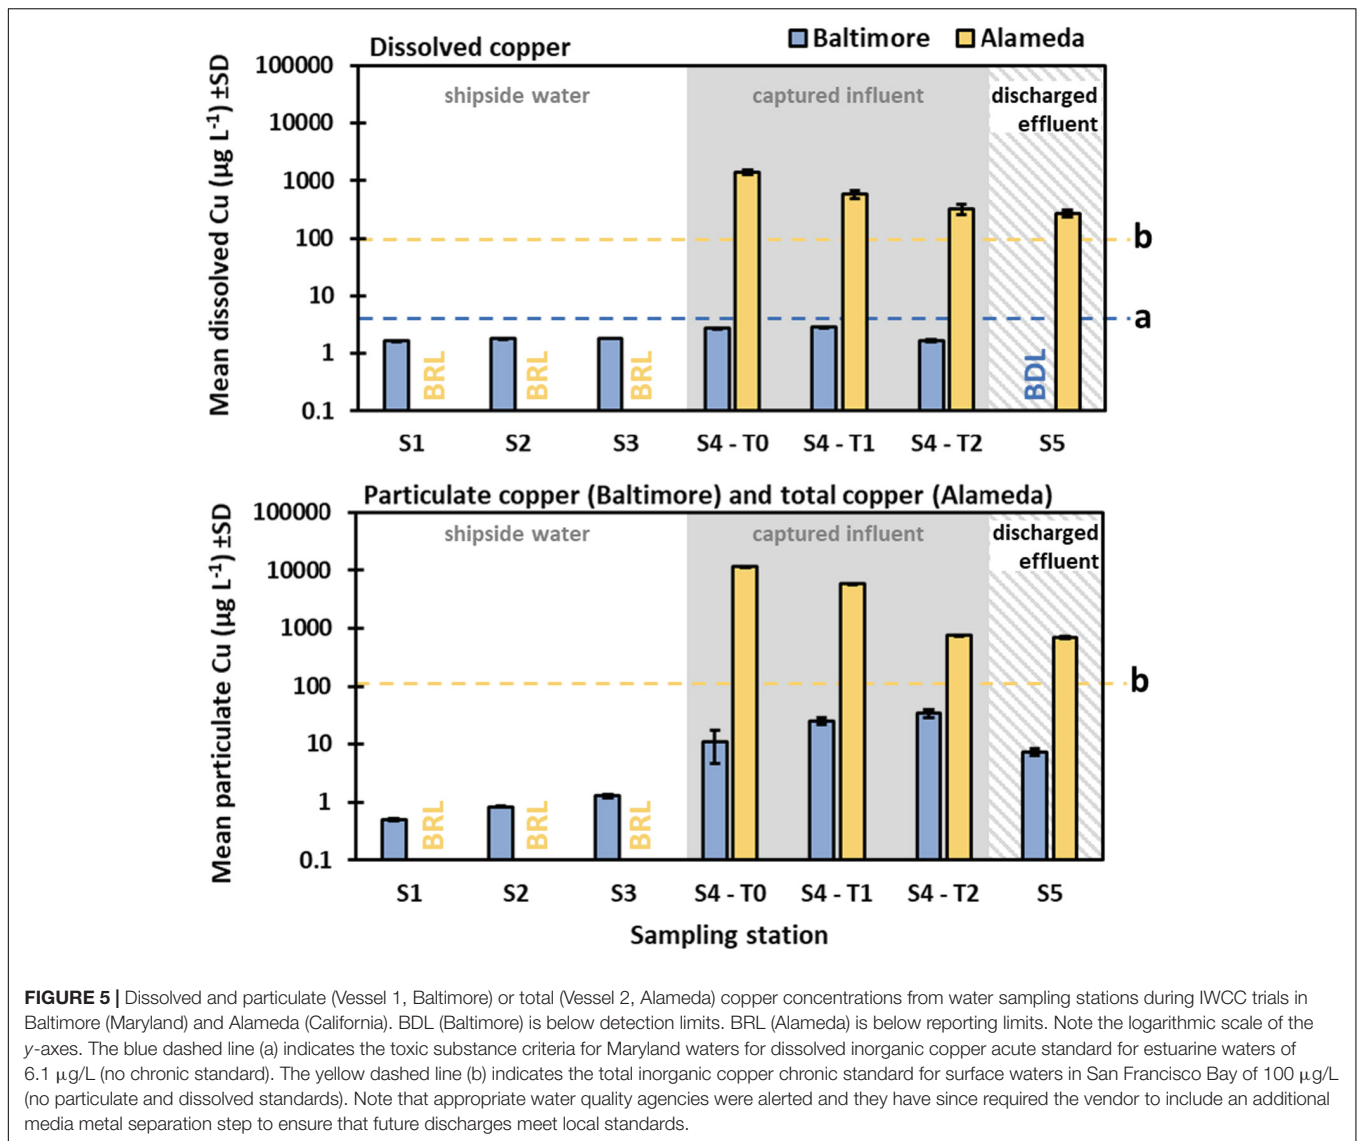 Dissolved copper
Baltimore Alameda
Mean dissolved Cu (µg L-1) ±SD
100000
10000
1000
100
10
1
0.1
shipside water
captured influent
discharged
effluent
b
a
BRL
BRL
BRL
BDL
S1 S2 S3 S4 - T0 S4 - T1 S4 - T2 S5
Particulate copper (Baltimore) and total copper (Alameda)
Mean particulate Cu (µg L-1) ±SD
100000
10000
1000
100
10
1
0.1
shipside water
captured influent
discharged
effluent
b
BRL
BRL
BRL
S1 S2 S3 S4 - T0 S4 - T1 S4 - T2 S5
Sampling station
FIGURE 5 | Dissolved and particulate (Vessel 1, Baltimore) or total (Vessel 2, Alameda) copper concentrations from water sampling stations during IWCC trials in
Baltimore (Maryland) and Alameda (California). BDL (Baltimore) is below detection limits. BRL (Alameda) is below reporting limits. Note the logarithmic scale of the
y-axes. The blue dashed line (a) indicates the toxic substance criteria for Maryland waters for dissolved inorganic copper acute standard for estuarine waters of
6.1 µg/L (no chronic standard). The yellow dashed line (b) indicates the total inorganic copper chronic standard for surface waters in San Francisco Bay of 100 µg/L
(no particulate and dissolved standards). Note that appropriate water quality agencies were alerted and they have since required the vendor to include an additional
media metal separation step to ensure that future discharges meet local standards.